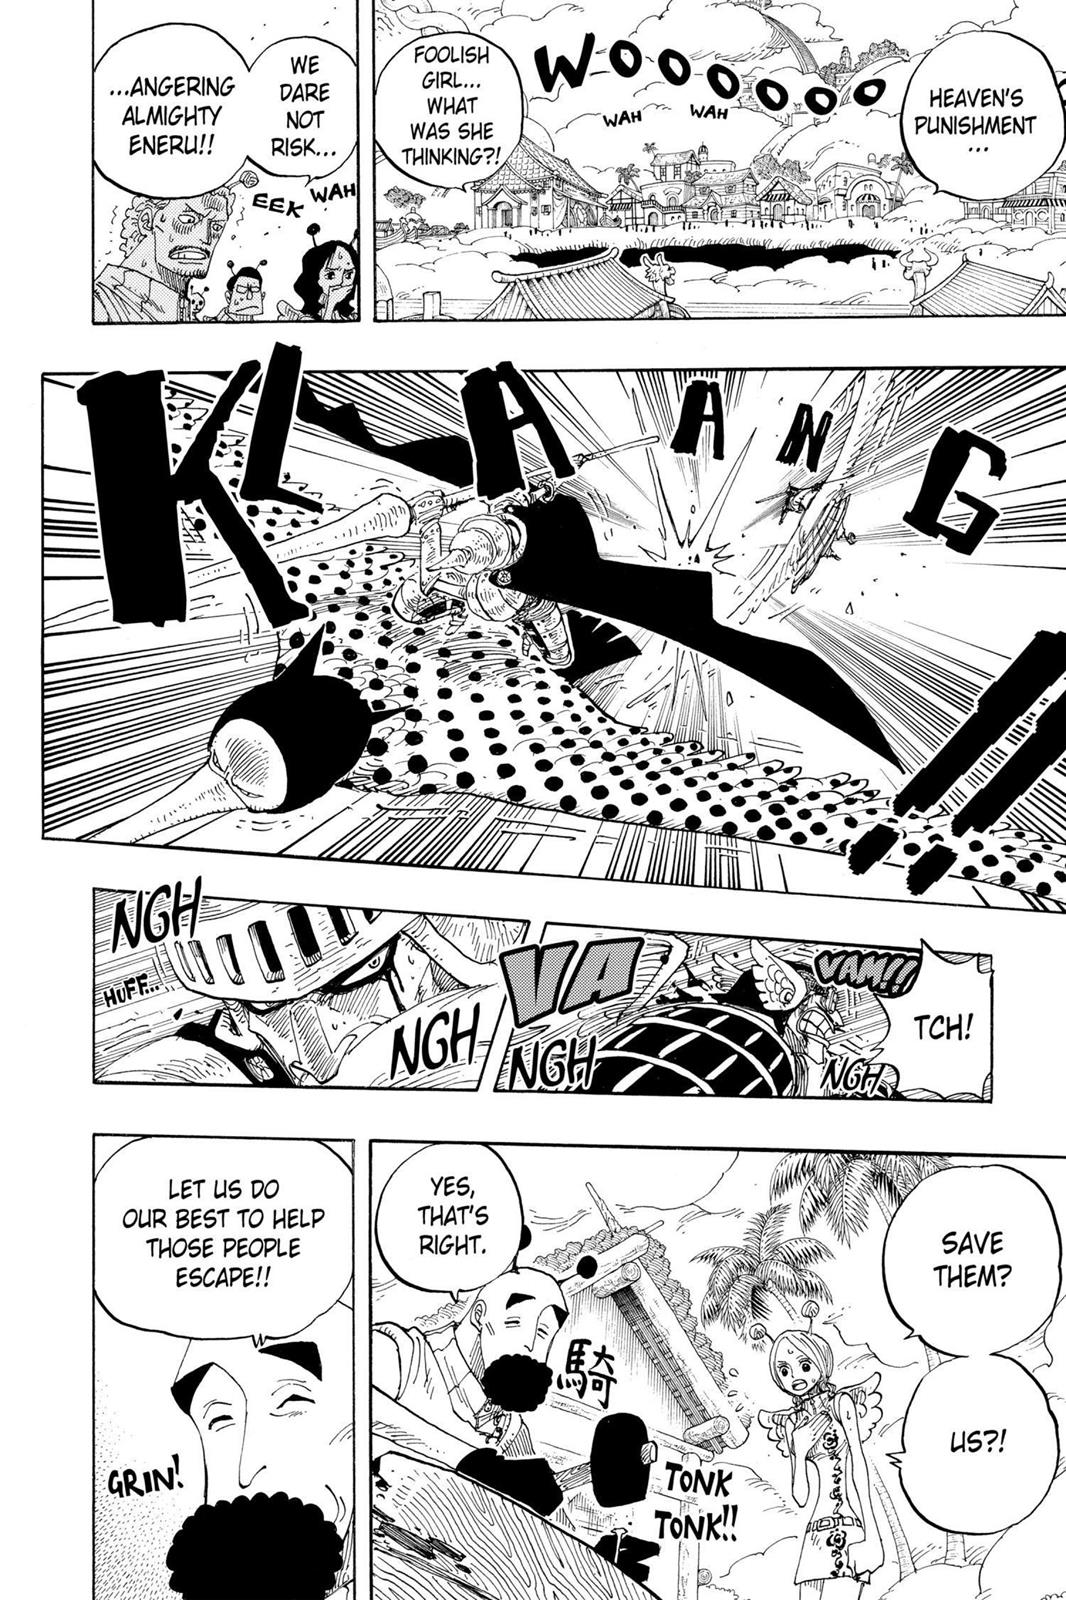 HEAVEN'S
PUNISHMENT
...
WOOOOOO
WAH
WAH
FOOLISH
GIRL...
WHAT
WAS SHE
THINKING?!
WE
DARE
NOT
RISK...
...ANGERING
ALMIGHTY
ENERU!!
EEK
WAH
KLAANG!!
TCH!
VAM!!
VA
NGH
NGH
NGH
HUFF...
NGH
SAVE
THEM?
US?!
YES,
THAT'S
RIGHT.
騎
TONK
TONK!!
LET US DO
OUR BEST TO HELP
THOSE PEOPLE
ESCAPE!!
GRIN!